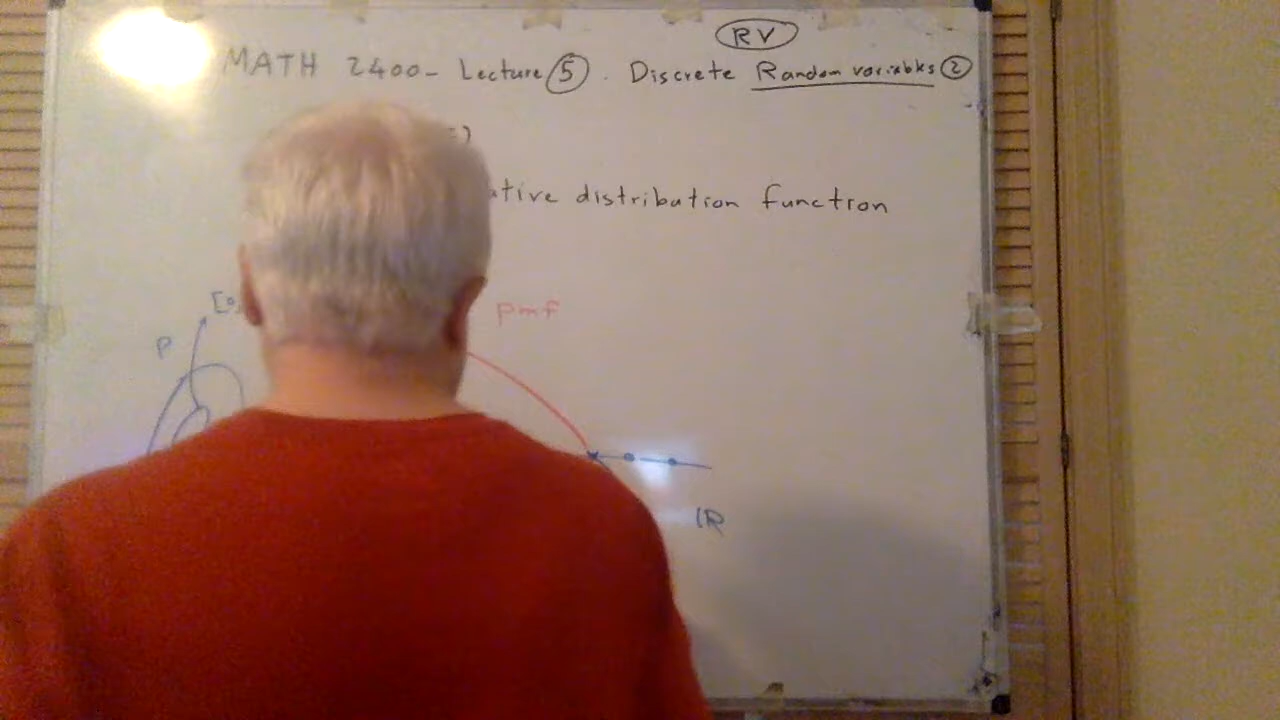 RV
MATH 2400- Lecture 5. Discrete Random variables 2
ative distribution function
[0,
pmf
P
IR